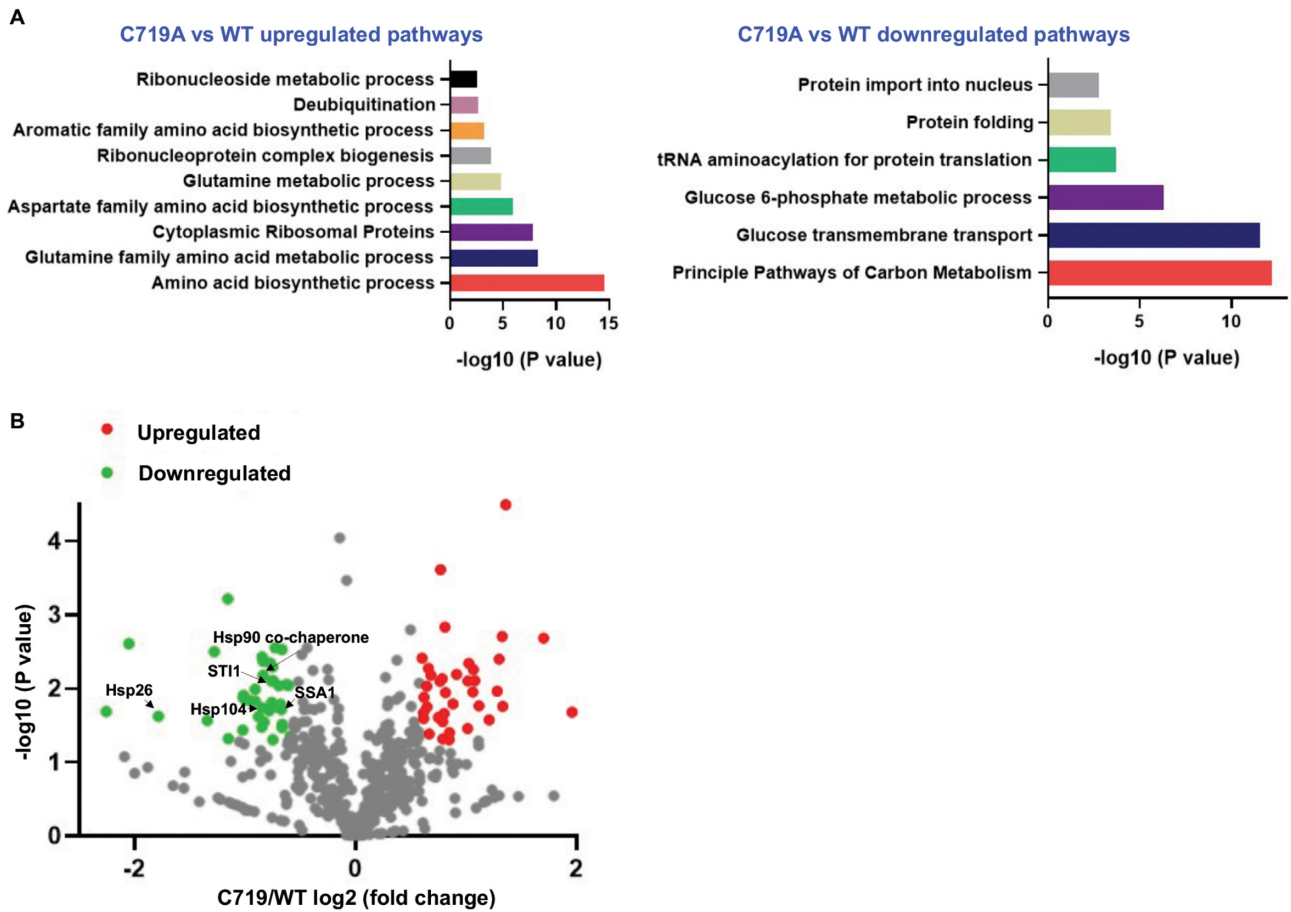 A
C719A vs WT upregulated pathways
Ribonucleoside metabolic process
Deubiquitination
Aromatic family amino acid biosynthetic process
Ribonucleoprotein complex biogenesis
Glutamine metabolic process
Aspartate family amino acid biosynthetic process
Cytoplasmic Ribosomal Proteins
Glutamine family amino acid metabolic process
Amino acid biosynthetic process
0 5 10 15
-log10 (P value)
C719A vs WT downregulated pathways
Protein import into nucleus
Protein folding
tRNA aminoacylation for protein translation
Glucose 6-phosphate metabolic process
Glucose transmembrane transport
Principle Pathways of Carbon Metabolism
0 5 10
-log10 (P value)
B
Upregulated
Downregulated
-log10 (P value)
4
3
2
1
0
Hsp90 co-chaperone
STI1
Hsp26
SSA1
Hsp104
-2 0 2
C719/WT log2 (fold change)